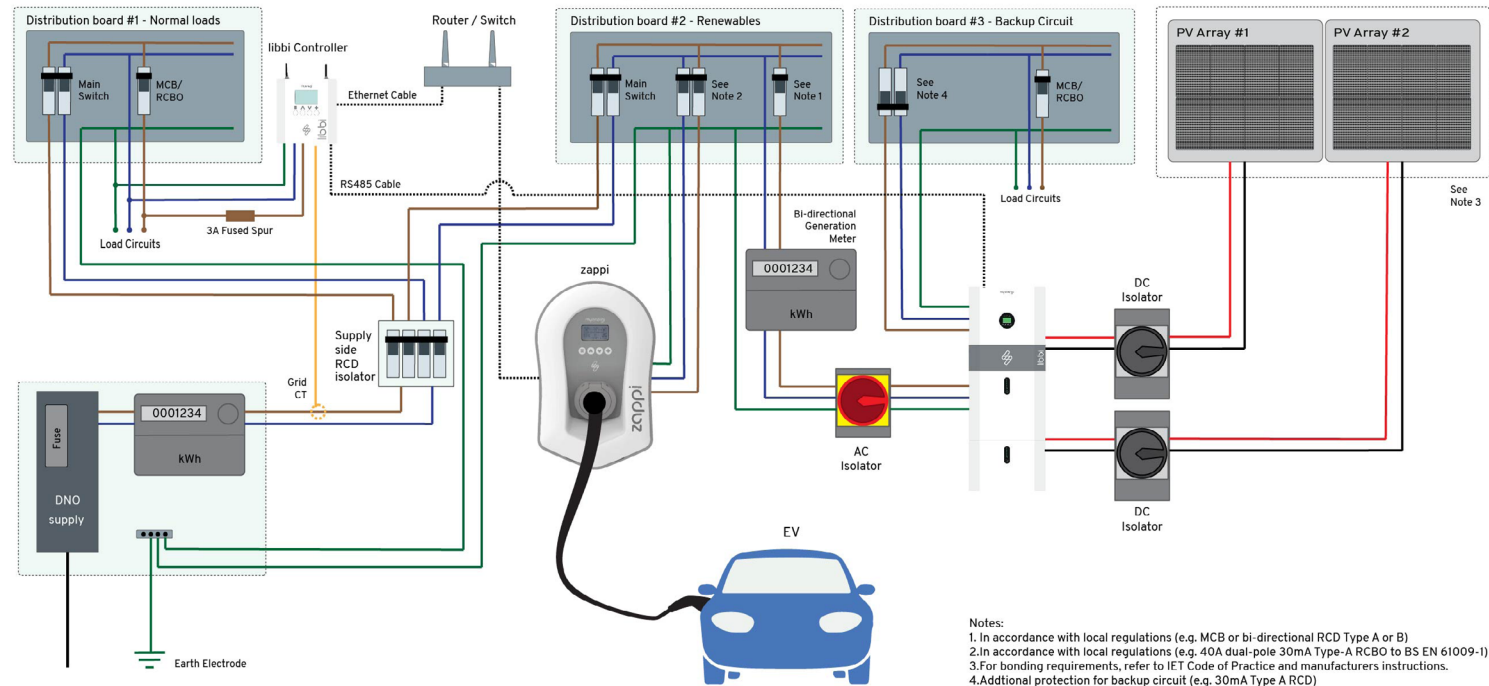 Distribution board #1 - Normal loads
Main
Switch
MCB/
RCBO
libbi Controller
libbi
Router / Switch
Ethernet Cable
RS485 Cable
3A Fused Spur
Load Circuits
Distribution board #2 - Renewables
Main
Switch
See
Note 2
See
Note 1
Distribution board #3 - Backup Circuit
See
Note 4
MCB/
RCBO
Load Circuits
PV Array #1
PV Array #2
See
Note 3
Bi-directional
Generation
Meter
0001234
kWh
zappi
zappi
Supply
side
RCD
isolator
Grid
CT
Fuse
DNO
supply
0001234
kWh
Earth Electrode
AC
Isolator
libbi
DC
Isolator
DC
Isolator
EV
Notes:
1. In accordance with local regulations (e.g. MCB or bi-directional RCD Type A or B)
2.In accordance with local regulations (e.g. 40A dual-pole 30mA Type-A RCBO to BS EN 61009-1)
3.For bonding requirements, refer to IET Code of Practice and manufacturers instructions.
4.Addtional protection for backup circuit (e.g. 30mA Type A RCD)